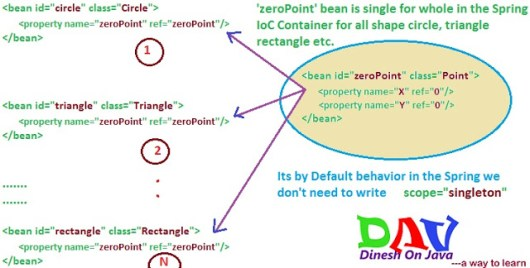 <bean id="circle" class="Circle">
<property name="zeroPoint" ref="zeroPoint"/>
</bean>
1
'zeroPoint' bean is single for whole in the Spring
IoC Container for all shape circle, triangle
rectangle etc.
<bean id="zeroPoint" class="Point">
<property name="X" ref="0"/>
<property name="Y" ref="0"/>
</bean>
<bean id="triangle" class="Triangle">
<property name="zeroPoint" ref="zeroPoint"/>
</bean>
2
.......
.......
Its by Default behavior in the Spring we
don't need to write scope="singleton"
<bean id="rectangle" class="Rectangle">
<property name="zeroPoint" ref="zeroPoint"/>
</bean>
N
DAV
Dinesh On Java
---a way to learn